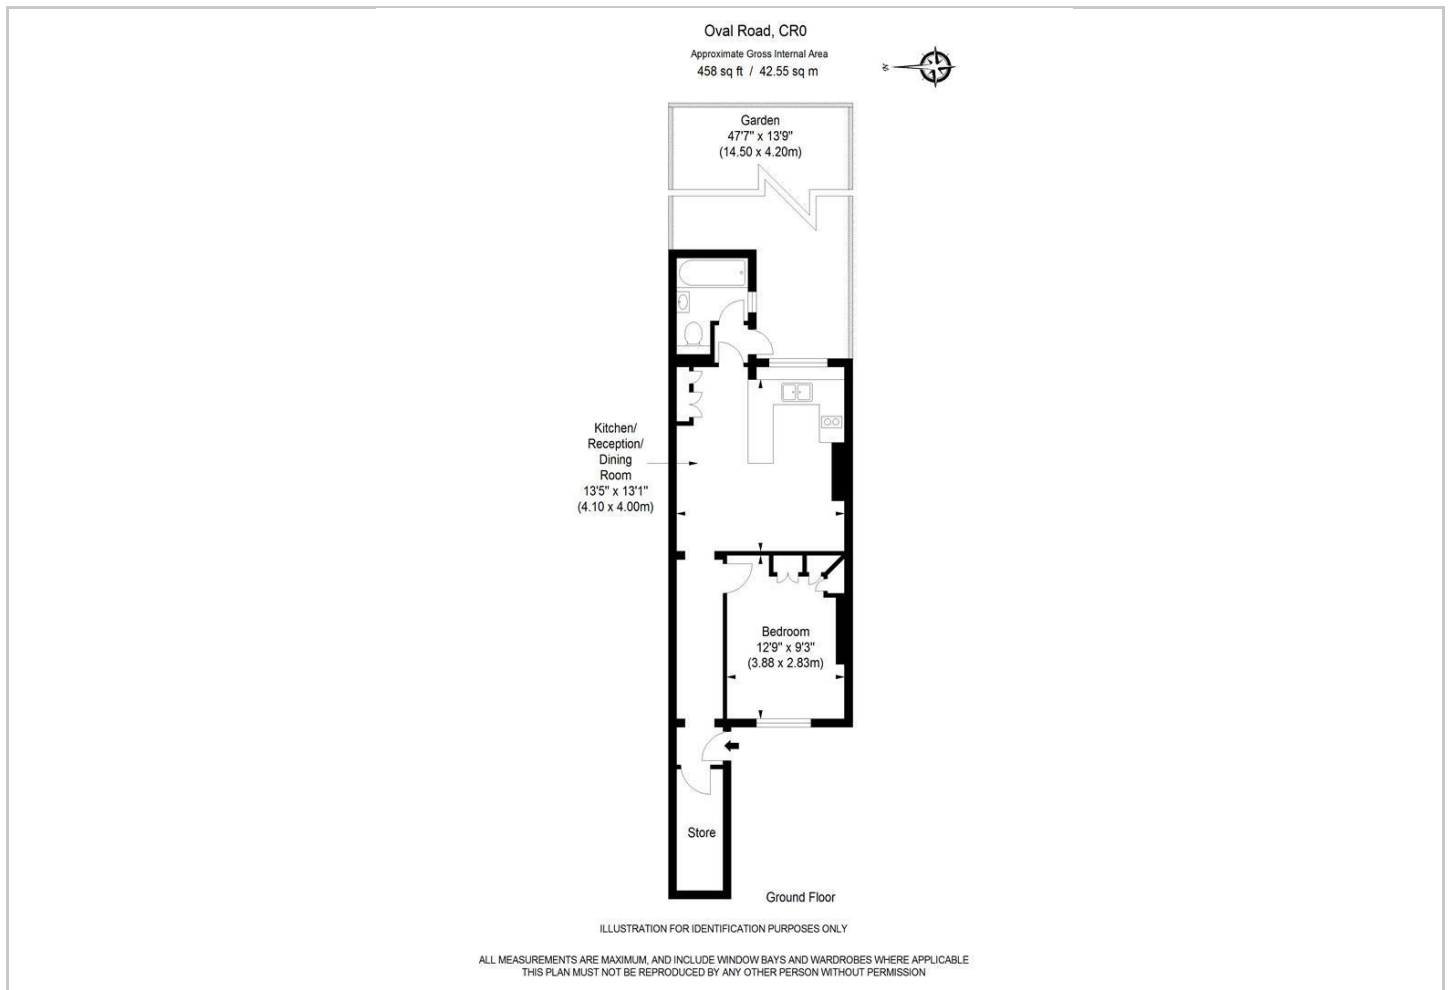 Oval Road, CR0
Approximate Gross Internal Area
458 sq ft / 42.55 sq m
N
Garden
47'7" x 13'9"
(14.50 x 4.20m)
Kitchen/
Reception/
Dining
Room
13'5" x 13'1"
(4.10 x 4.00m)
Bedroom
12'9" x 9'3"
(3.88 x 2.83m)
Store
Ground Floor
ILLUSTRATION FOR IDENTIFICATION PURPOSES ONLY
ALL MEASUREMENTS ARE MAXIMUM, AND INCLUDE WINDOW BAYS AND WARDROBES WHERE APPLICABLE
THIS PLAN MUST NOT BE REPRODUCED BY ANY OTHER PERSON WITHOUT PERMISSION